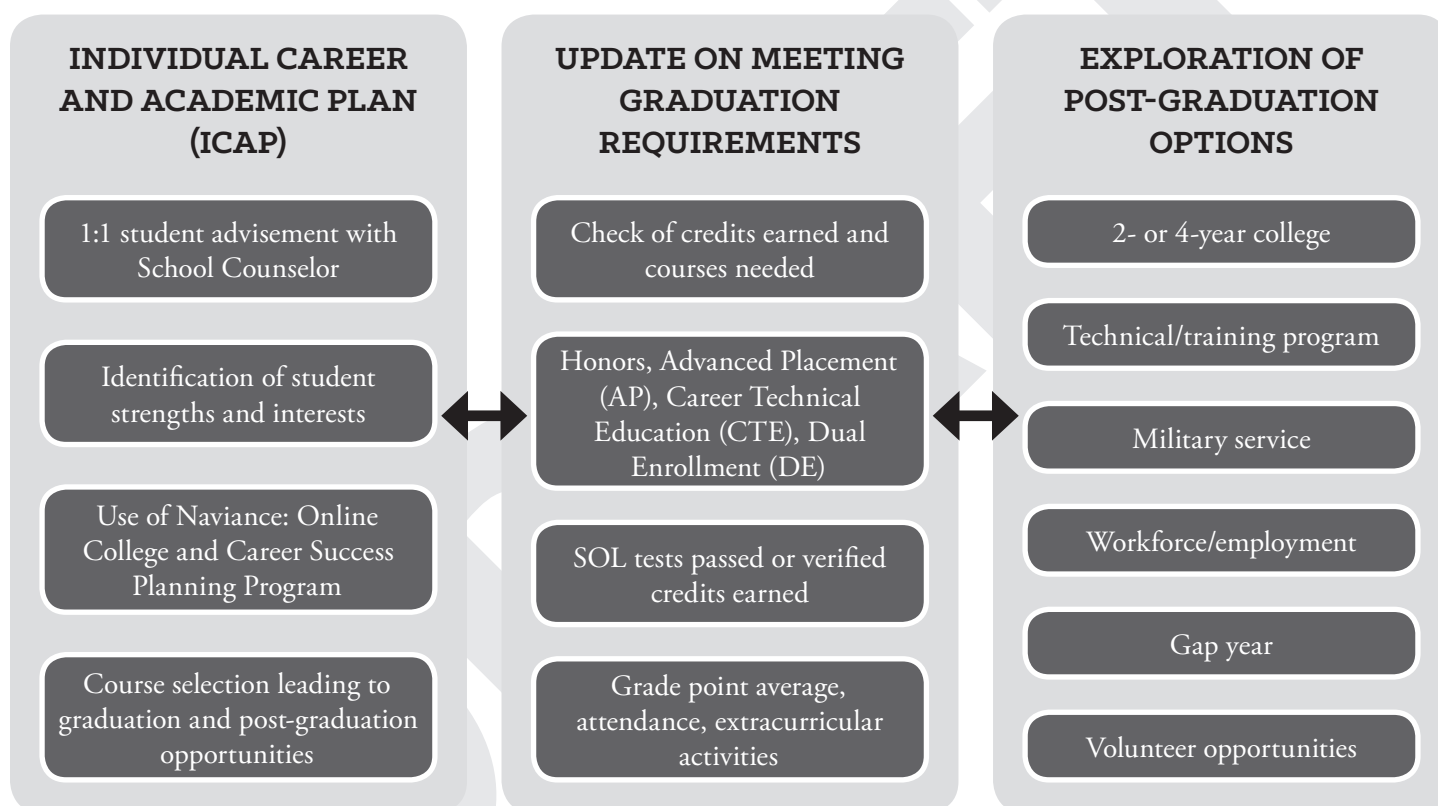 INDIVIDUAL CAREER
AND ACADEMIC PLAN
(ICAP)
1:1 student advisement with
School Counselor
Identification of student
strengths and interests
Use of Naviance: Online
College and Career Success
Planning Program
Course selection leading to
graduation and post-graduation
opportunities
UPDATE ON MEETING
GRADUATION
REQUIREMENTS
Check of credits earned and
courses needed
Honors, Advanced Placement
(AP), Career Technical
Education (CTE), Dual
Enrollment (DE)
SOL tests passed or verified
credits earned
Grade point average,
attendance, extracurricular
activities
EXPLORATION OF
POST-GRADUATION
OPTIONS
2- or 4-year college
Technical/training program
Military service
Workforce/employment
Gap year
Volunteer opportunities